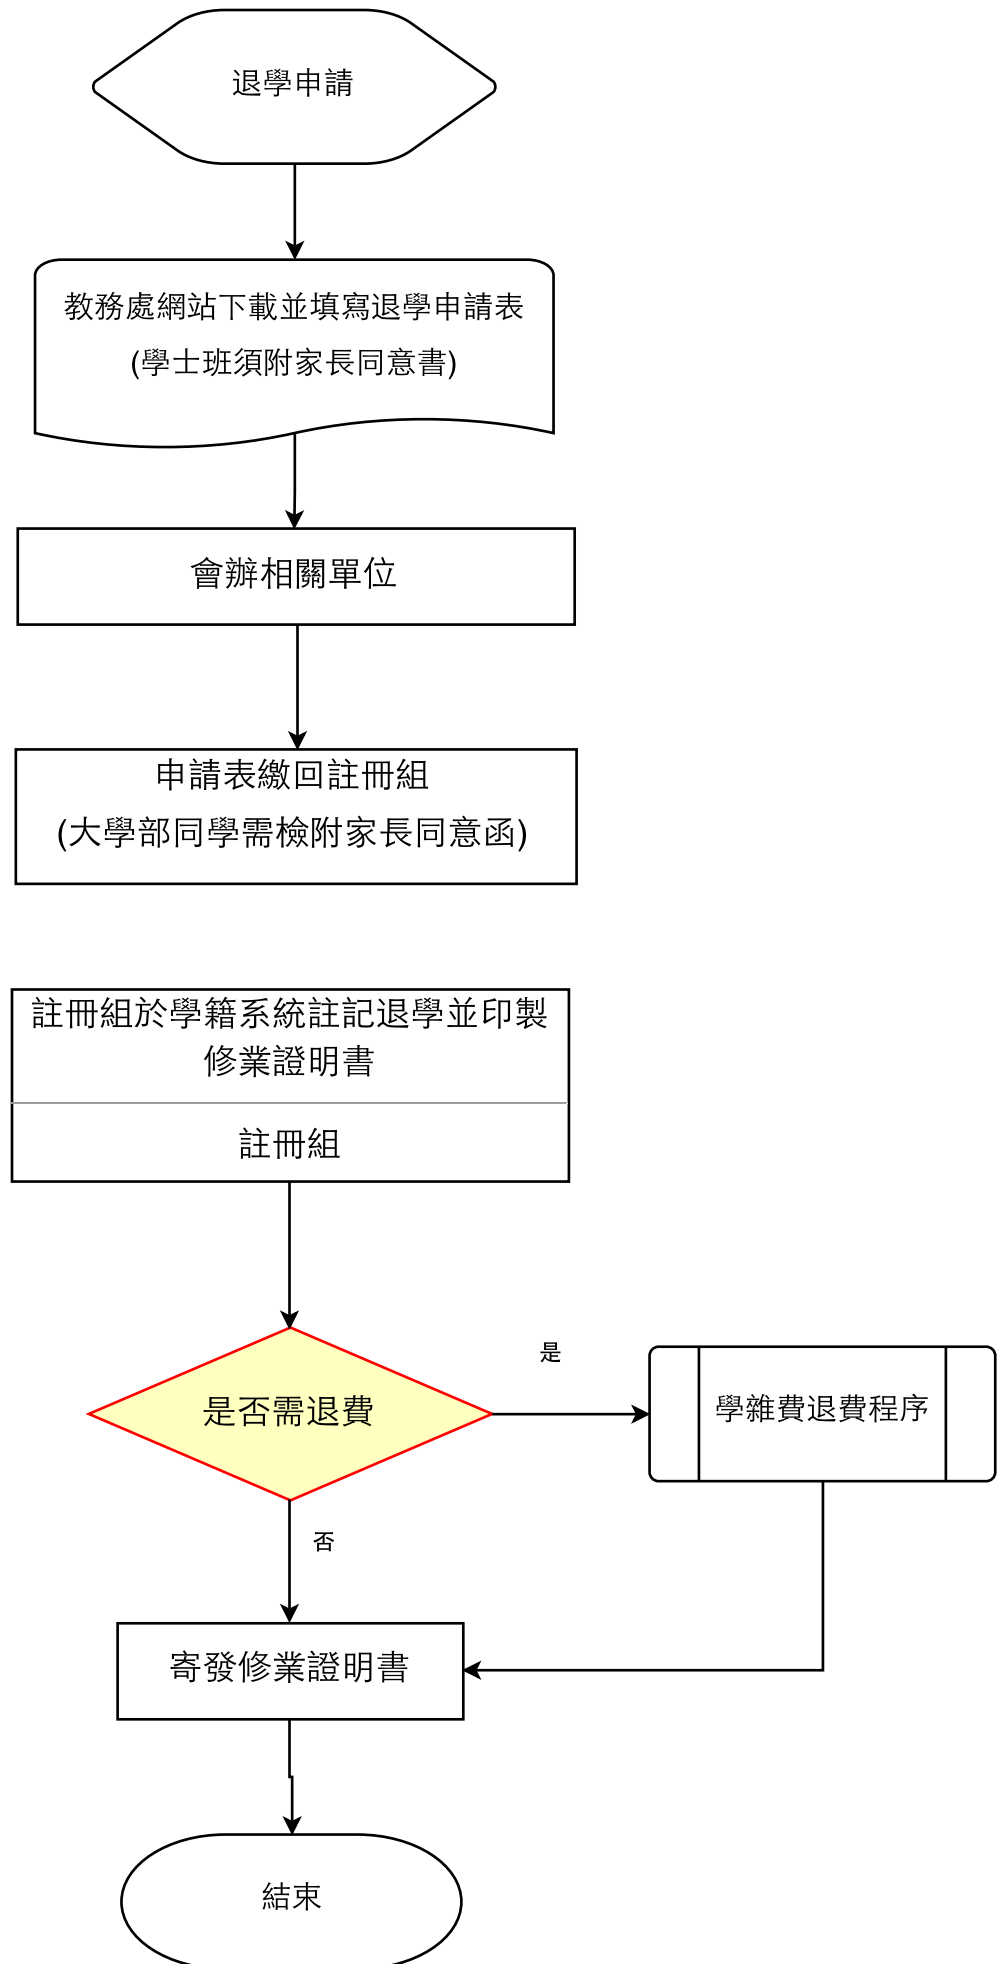 退學申請
教務處網站下載並填寫退學申請表
(學士班須附家長同意書)
會辦相關單位
申請表繳回註冊組
(大學部同學需檢附家長同意函)
註冊組於學籍系統註記退學並印製
修業證明書
註冊組
是否需退費
是
學雜費退費程序
否
寄發修業證明書
結束